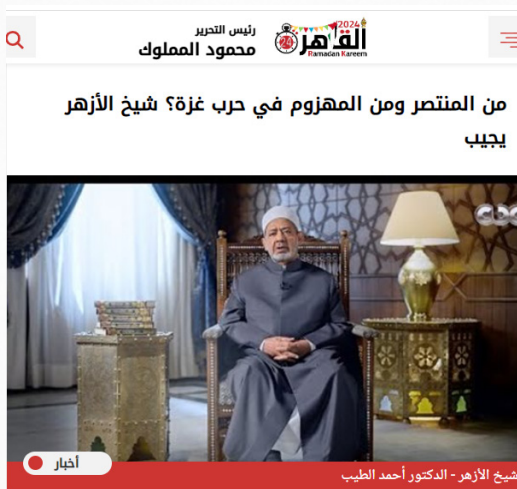 رئيس التحرير
محمود المملوك
القاهرة 24
2024
Ramadan Kareem
من المنتصر ومن المهزوم في حرب غزة؟ شيخ الأزهر
يجيب
cbc
أخبار
شيخ الأزهر - الدكتور أحمد الطيب